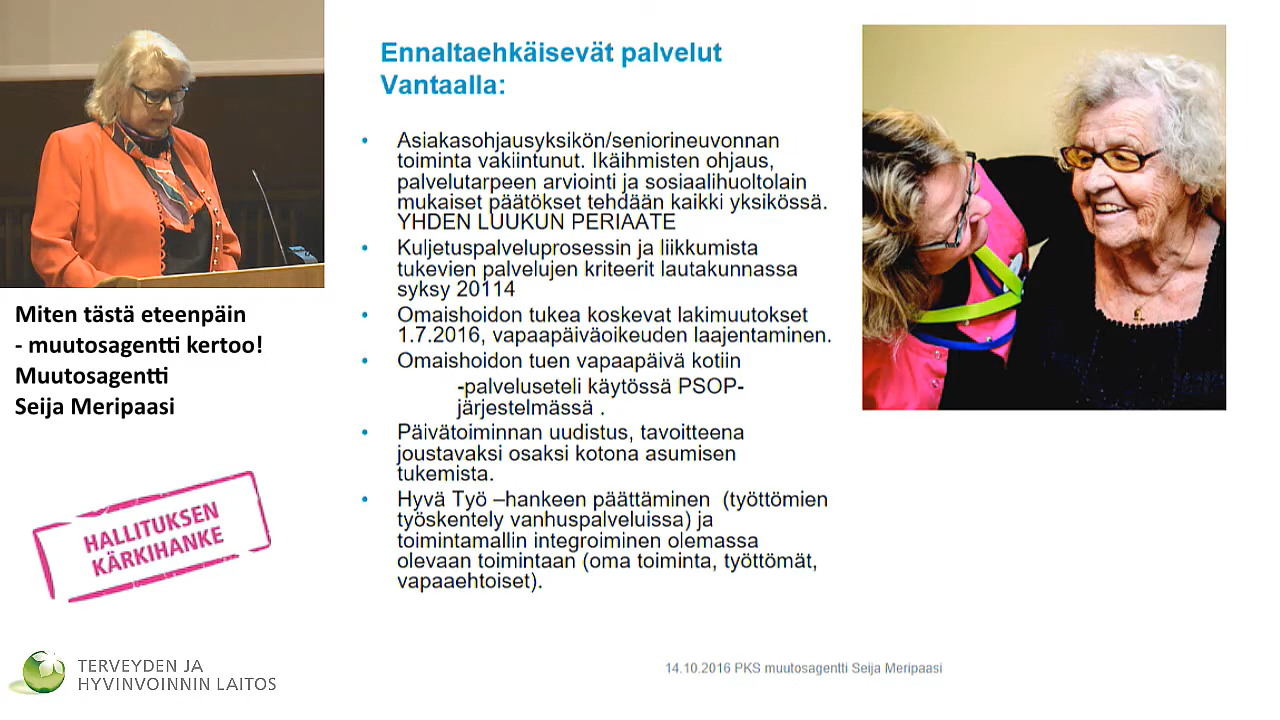 Ennaltaehkäisevät palvelut
Vantaalla:
• Asiakasohjausyksikön/seniorineuvonnan
toiminta vakiintunut. Ikäihmisten ohjaus,
palvelutarpeen arviointi ja sosiaalihuoltolain
mukaiset päätökset tehdään kaikki yksikössä.
YHDEN LUUKUN PERIAATE
• Kuljetuspalveluprosessin ja liikkumista
tukevien palvelujen kriteerit lautakunnassa
syksy 20114
• Omaishoidon tukea koskevat lakimuutokset
1.7.2016, vapaapäiväoikeuden laajentaminen.
• Omaishoidon tuen vapaapäivä kotiin
-palveluseteli käytössä PSOP-
järjestelmässä .
• Päivätoiminnan uudistus, tavoitteena
joustavaksi osaksi kotona asumisen
tukemista.
• Hyvä Työ –hankeen päättäminen (työttömien
työskentely vanhuspalveluissa) ja
toimintamallin integroiminen olemassa
olevaan toimintaan (oma toiminta, työttömät,
vapaaehtoiset).
14.10.2016 PKS muutosagentti Seija Meripaasi
Miten tästä eteenpäin
- muutosagentti kertoo!
Muutosagentti
Seija Meripaasi
HALLITUKSEN
KÄRKIHANKE
TERVEYDEN JA
HYVINVOINNIN LAITOS